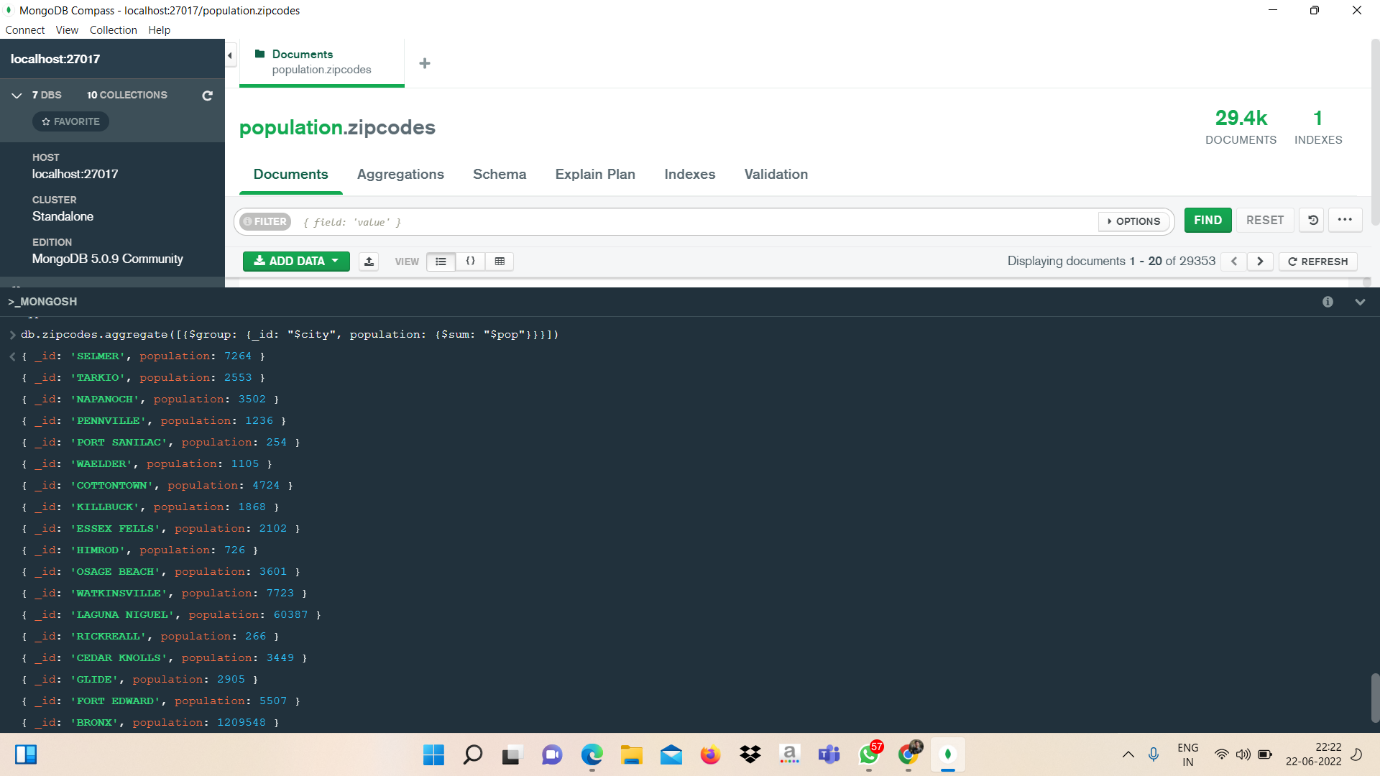 MongoDB Compass - localhost:27017/population.zipcodes
Connect View Collection Help
localhost:27017
7 DBS 10 COLLECTIONS
FAVORITE
HOST
localhost:27017
CLUSTER
Standalone
EDITION
MongoDB 5.0.9 Community
Documents
population.zipcodes
population.zipcodes
29.4k
DOCUMENTS
1
INDEXES
Documents Aggregations Schema Explain Plan Indexes Validation
FILTER { field: 'value' } OPTIONS FIND RESET
ADD DATA VIEW Displaying documents 1 - 20 of 29353 REFRESH
>_MONGOSH
> db.zipcodes.aggregate([{$group: {_id: "$city", population: {$sum: "$pop"}}}])
< { _id: 'SELMER', population: 7264 }
{ _id: 'TARKIO', population: 2553 }
{ _id: 'NAPANOCH', population: 3502 }
{ _id: 'PENNVILLE', population: 1236 }
{ _id: 'PORT SANILAC', population: 254 }
{ _id: 'WAELDER', population: 1105 }
{ _id: 'COTTONTOWN', population: 4724 }
{ _id: 'KILLBUCK', population: 1868 }
{ _id: 'ESSEX FELLS', population: 2102 }
{ _id: 'HIMROD', population: 726 }
{ _id: 'OSAGE BEACH', population: 3601 }
{ _id: 'WATKINSVILLE', population: 7723 }
{ _id: 'LAGUNA NIGUEL', population: 60387 }
{ _id: 'RICKREALL', population: 266 }
{ _id: 'CEDAR KNOLLS', population: 3449 }
{ _id: 'GLIDE', population: 2905 }
{ _id: 'FORT EDWARD', population: 5507 }
{ _id: 'BRONX', population: 1209548 }
57
ENG
IN
22:22
22-06-2022